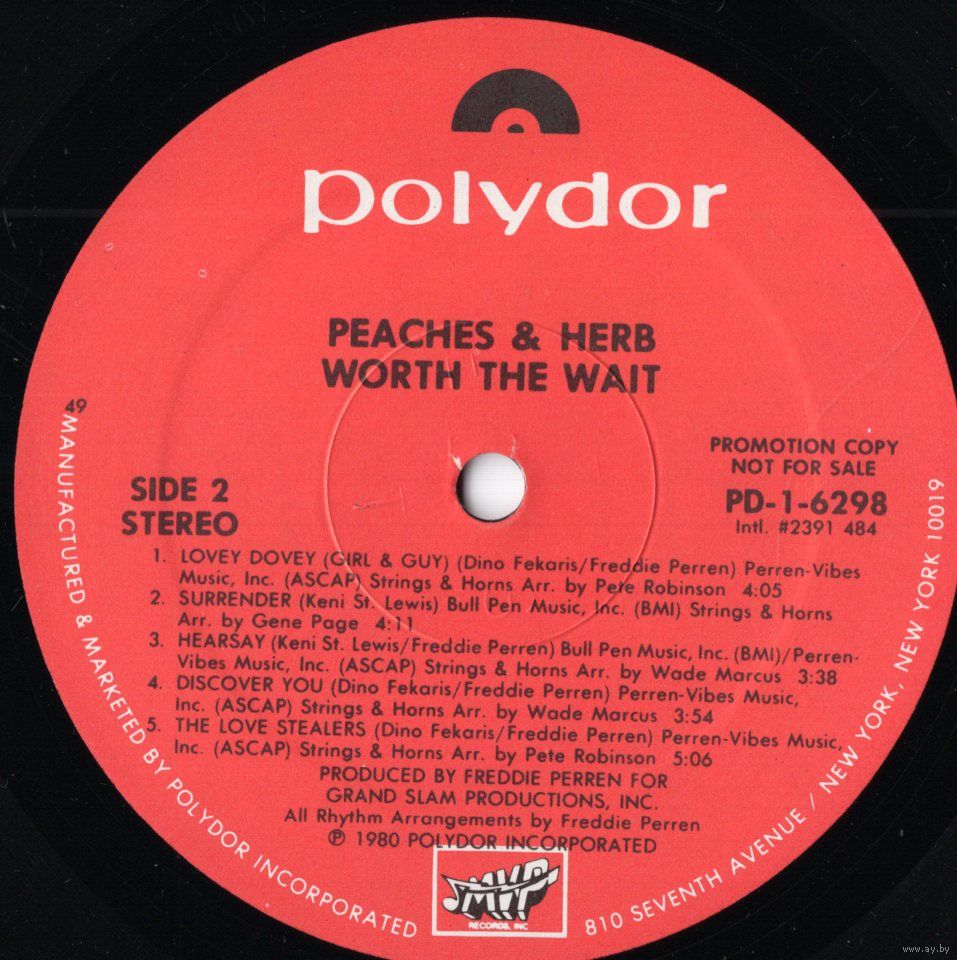 polydor
PEACHES & HERB
WORTH THE WAIT
49
MANUFACTURED & MARKETED BY POLYDOR INCORPORATED
810 SEVENTH AVENUE / NEW YORK, NEW YORK 10019
SIDE 2
STEREO
PROMOTION COPY
NOT FOR SALE
PD-1-6298
Intl. #2391 484
1. LOVEY DOVEY (GIRL & GUY) (Dino Fekaris/Freddie Perren) Perren-Vibes
Music, Inc. (ASCAP) Strings & Horns Arr. by Pete Robinson 4:05
2. SURRENDER (Keni St. Lewis) Bull Pen Music, Inc. (BMI) Strings & Horns
Arr. by Gene Page 4:11
3. HEARSAY (Keni St. Lewis/Freddie Perren) Bull Pen Music, Inc. (BMI)/Perren-
Vibes Music, Inc. (ASCAP) Strings & Horns Arr. by Wade Marcus 3:38
4. DISCOVER YOU (Dino Fekaris/Freddie Perren) Perren-Vibes Music,
Inc. (ASCAP) Strings & Horns Arr. by Wade Marcus 3:54
5. THE LOVE STEALERS (Dino Fekaris/Freddie Perren) Perren-Vibes Music,
Inc. (ASCAP) Strings & Horns Arr. by Pete Robinson 5:06
PRODUCED BY FREDDIE PERREN FOR
GRAND SLAM PRODUCTIONS, INC.
All Rhythm Arrangements by Freddie Perren
℗ 1980 POLYDOR INCORPORATED
MVP
RECORDS, INC
www.ay.by